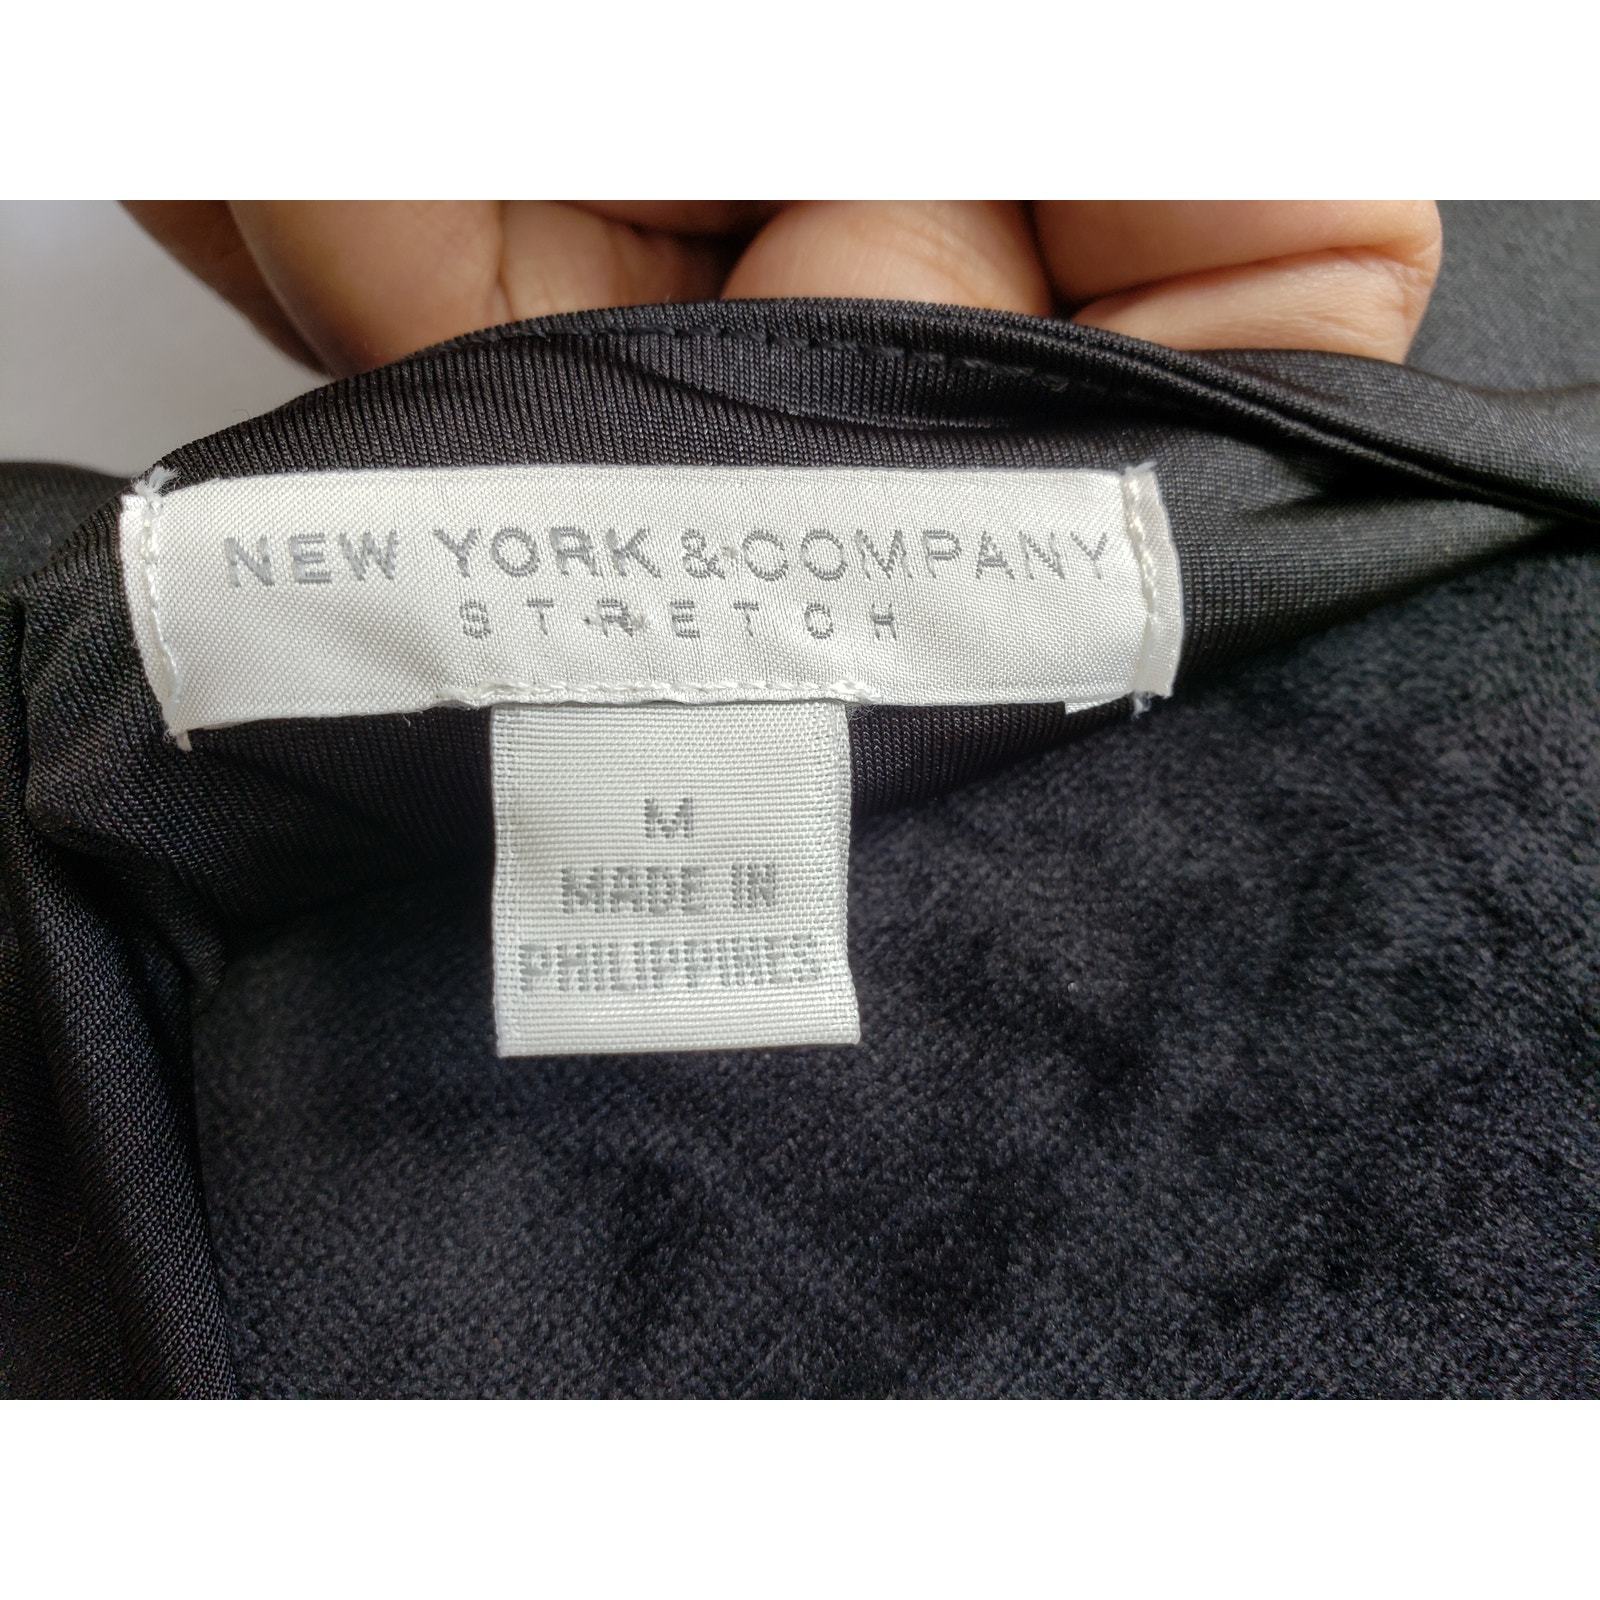 NEW YORK & COMPANY
STRETCH
M
MADE IN
PHILIPPINES